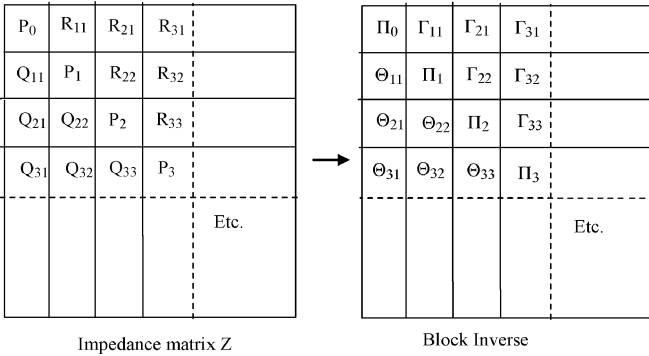 P₀ R₁₁ R₂₁ R₃₁
Q₁₁ P₁ R₂₂ R₃₂
Q₂₁ Q₂₂ P₂ R₃₃
Q₃₁ Q₃₂ Q₃₃ P₃
Etc.
Impedance matrix Z
Π₀ Γ₁₁ Γ₂₁ Γ₃₁
Θ₁₁ Π₁ Γ₂₂ Γ₃₂
Θ₂₁ Θ₂₂ Π₂ Γ₃₃
Θ₃₁ Θ₃₂ Θ₃₃ Π₃
Etc.
Block Inverse